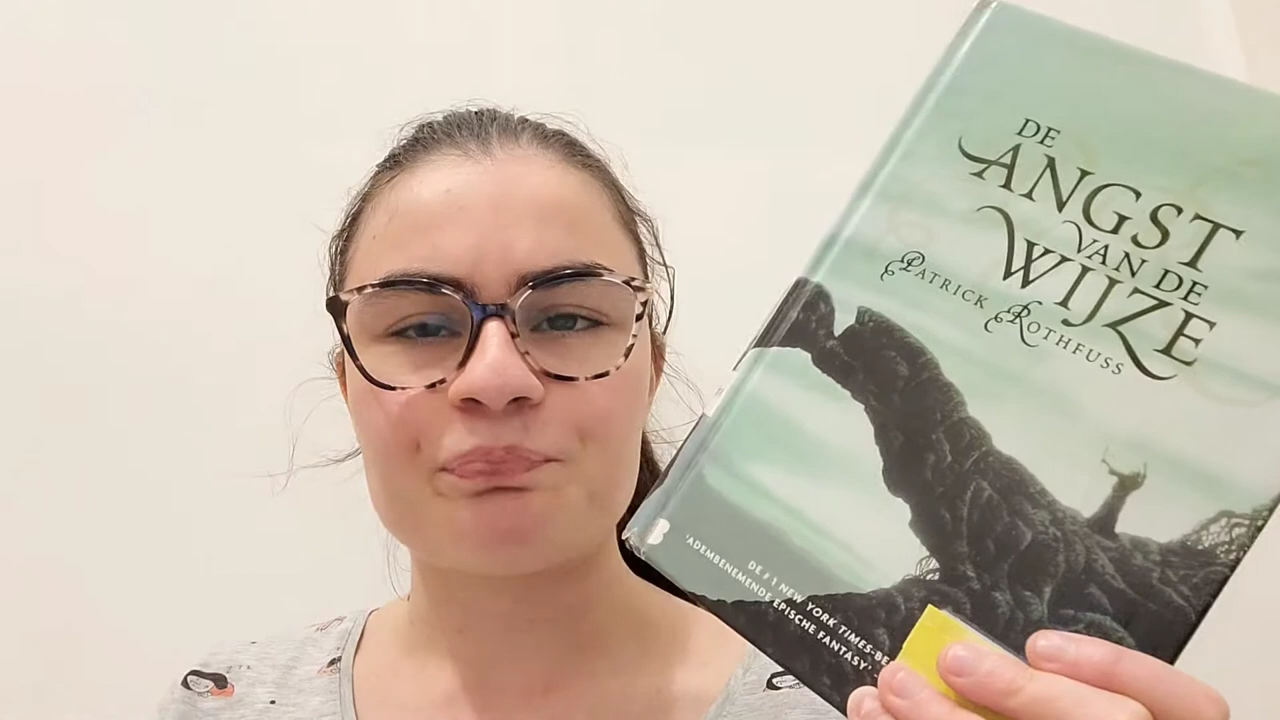 DE
ANGST
VAN DE
WIJZE
PATRICK ROTHFUSS
DE #1 NEW YORK TIMES-BE
'ADEMBENEMENDE EPISCHE FANTASY'
B